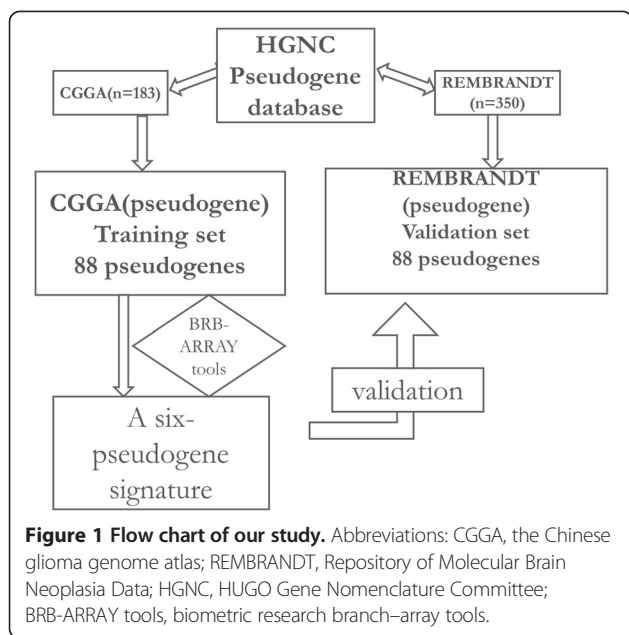 HGNC
Pseudogene
database
CGGA(n=183)
REMBRANDT
(n=350)
CGGA(pseudogene)
Training set
88 pseudogenes
REMBRANDT
(pseudogene)
Validation set
88 pseudogenes
BRB-
ARRAY
tools
validation
A six-
pseudogene
signature
Figure 1 Flow chart of our study. Abbreviations: CGGA, the Chinese
glioma genome atlas; REMBRANDT, Repository of Molecular Brain
Neoplasia Data; HGNC, HUGO Gene Nomenclature Committee;
BRB-ARRAY tools, biometric research branch–array tools.